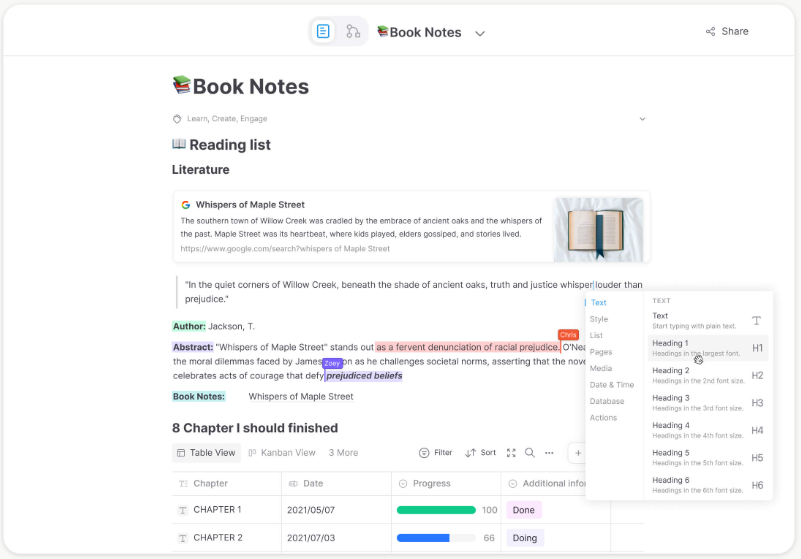 Book Notes
Share
Book Notes
Learn, Create, Engage
Reading list
Literature
Whispers of Maple Street
The southern town of Willow Creek was cradled by the embrace of ancient oaks and the whispers of
the past. Maple Street was its heartbeat, where kids played, elders gossiped, and stories lived.
https://www.google.com/search?whispers of Maple Street
"In the quiet corners of Willow Creek, beneath the shade of ancient oaks, truth and justice whisper louder than
prejudice."
Author: Jackson, T.
Chris
Abstract: "Whispers of Maple Street" stands out as a fervent denunciation of racial prejudice. O'Nea
the moral dilemmas faced by James on as he challenges societal norms, asserting that the nove
Zoey
celebrates acts of courage that defy prejudiced beliefs
Book Notes: Whispers of Maple Street
8 Chapter I should finished
Table View Kanban View 3 More Filter Sort
Chapter Date Progress Additional infor
CHAPTER 1 2021/05/07 100 Done
CHAPTER 2 2021/07/03 66 Doing
Text
Style
List
Pages
Media
Date & Time
Database
Actions
TEXT
Text
Start typing with plain text.
T
Heading 1
Headings in the largest font.
H1
Heading 2
Headings in the 2nd font size.
H2
Heading 3
Headings in the 3rd font size.
H3
Heading 4
Headings in the 4th font size.
H4
Heading 5
Headings in the 5th font size.
H5
Heading 6
Headings in the 6th font size.
H6